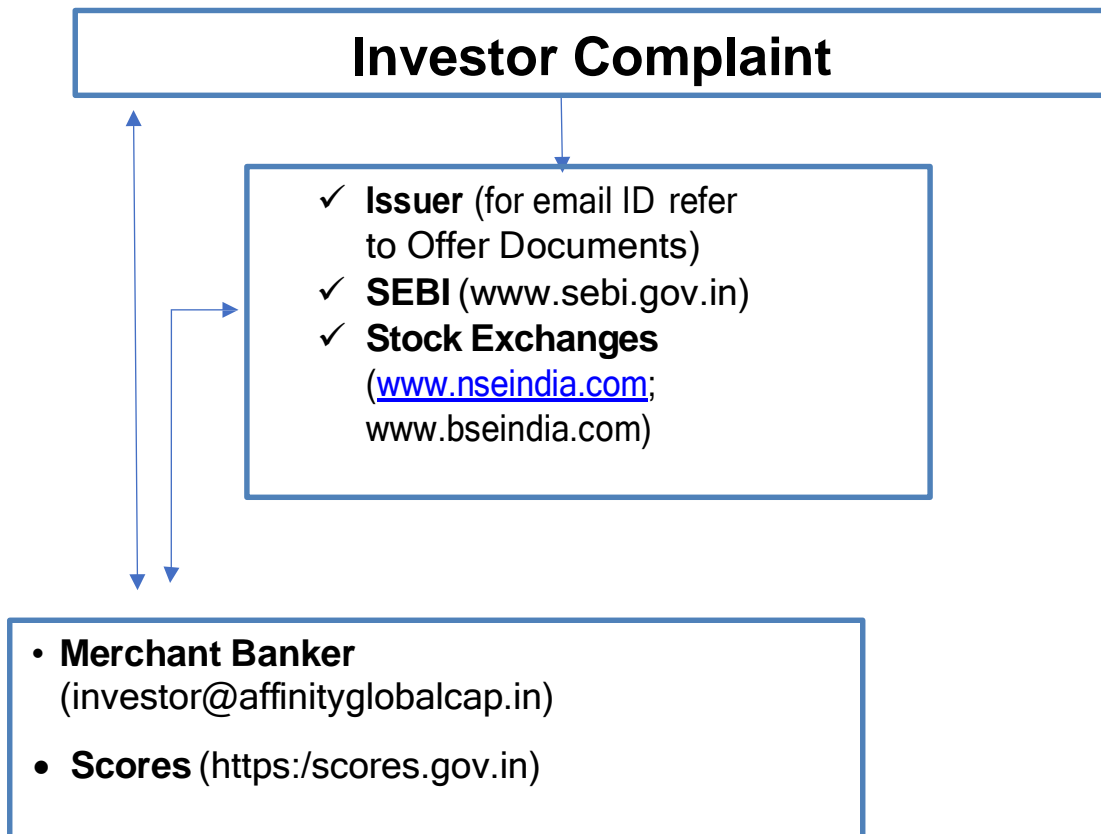 Investor Complaint
✓ Issuer (for email ID refer
to Offer Documents)
✓ SEBI (www.sebi.gov.in)
✓ Stock Exchanges
(www.nseindia.com;
www.bseindia.com)
• Merchant Banker
(investor@affinityglobalcap.in)
• Scores (https:/scores.gov.in)